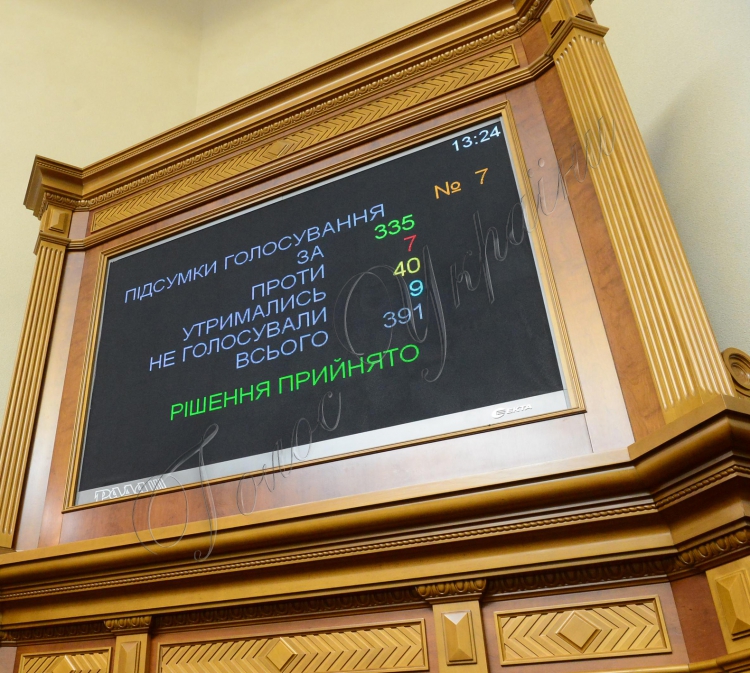 13:24
№ 7
ПІДСУМКИ ГОЛОСУВАННЯ
ЗА 335
ПРОТИ 7
УТРИМАЛИСЬ 40
НЕ ГОЛОСУВАЛИ 9
ВСЬОГО 391
РІШЕННЯ ПРИЙНЯТО
EKTA
Голос України